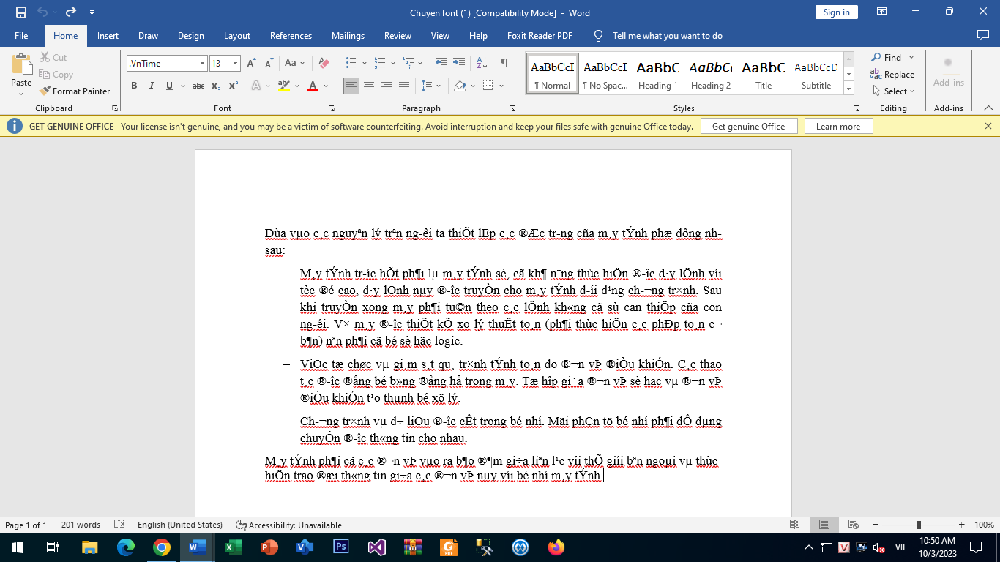 Chuyen font (1) [Compatibility Mode] - Word
Sign in
File Home Insert Draw Design Layout References Mailings Review View Help Foxit Reader PDF Tell me what you want to do
Paste
Cut
Copy
Format Painter
Clipboard
.VnTime 13
Font
Paragraph
AaBbCcI AaBbCcI AaBbC AaBbCc AaBbC AaBbCcD
¶ Normal ¶ No Spac... Heading 1 Heading 2 Title Subtitle
Styles
Find
Replace
Select
Editing
Add-ins
Add-ins
GET GENUINE OFFICE Your license isn't genuine, and you may be a victim of software counterfeiting. Avoid interruption and keep your files safe with genuine Office today. Get genuine Office Learn more
Dùa vµo c¸c nguyªn lý trªn ng-êi ta thiÕt lËp c¸c ®Æc tr-ng cña m¸y tÝnh phæ dông nh-
sau:
– M¸y tÝnh tr-íc hÕt ph¶i lµ m¸y tÝnh sè, cã kh¶ n¨ng thùc hiÖn ®-îc d·y lÖnh víi
tèc ®é cao. d·y lÖnh nµy ®-îc truyÒn cho m¸y tÝnh d-íi d¹ng ch-¬ng tr×nh. Sau
khi truyÒn xong m¸y ph¶i tu©n theo c¸c lÖnh kh«ng cã sù can thiÖp cña con
ng-êi. V× m¸y ®-îc thiÕt kÕ xö lý thuËt to¸n (ph¶i thùc hiÖn c¸c phÐp to¸n c¬
b¶n) nªn ph¶i cã bé sè häc logic.
– ViÖc tæ chøc vµ gi¸m s¸t qu¸ tr×nh tÝnh to¸n do ®¬n vÞ ®iÒu khiÓn. C¸c thao
t¸c ®-îc ®ång bé b»ng ®ång hå trong m¸y. Tæ hîp gi÷a ®¬n vÞ sè häc vµ ®¬n vÞ
®iÒu khiÓn t¹o thµnh bé xö lý.
– Ch-¬ng tr×nh vµ d÷ liÖu ®-îc cÊt trong bé nhí. Mäi phÇn tö bé nhí ph¶i dÔ dµng
chuyÓn ®-îc th«ng tin cho nhau.
M¸y tÝnh ph¶i cã c¸c ®¬n vÞ vµo ra b¶o ®¶m gi÷a liªn l¹c víi thÕ giíi bªn ngoµi vµ thùc
hiÖn trao ®æi th«ng tin gi÷a c¸c ®¬n vÞ nµy víi bé nhí m¸y tÝnh.
Page 1 of 1 201 words English (United States) Accessibility: Unavailable 100%
VIE
10:50 AM
10/3/2023